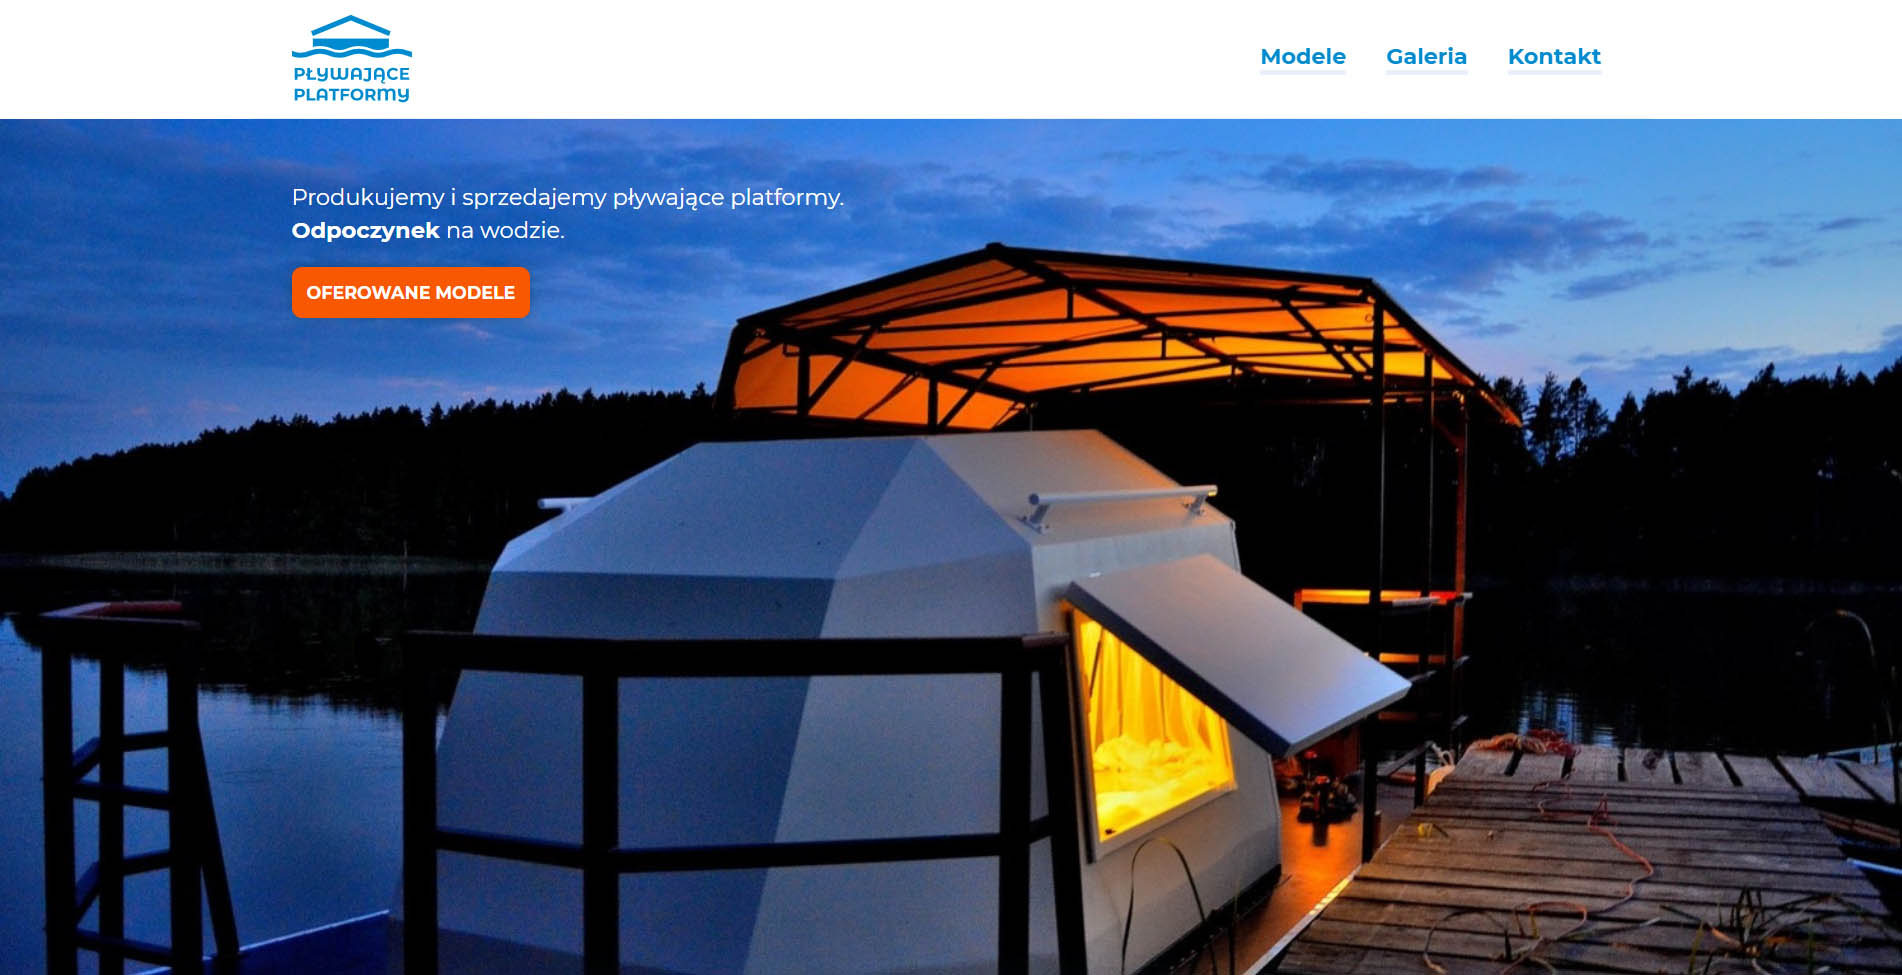 PŁYWAJĄCE
PLATFORMY
Modele Galeria Kontakt
Produkujemy i sprzedajemy pływające platformy.
Odpoczynek na wodzie.
OFEROWANE MODELE